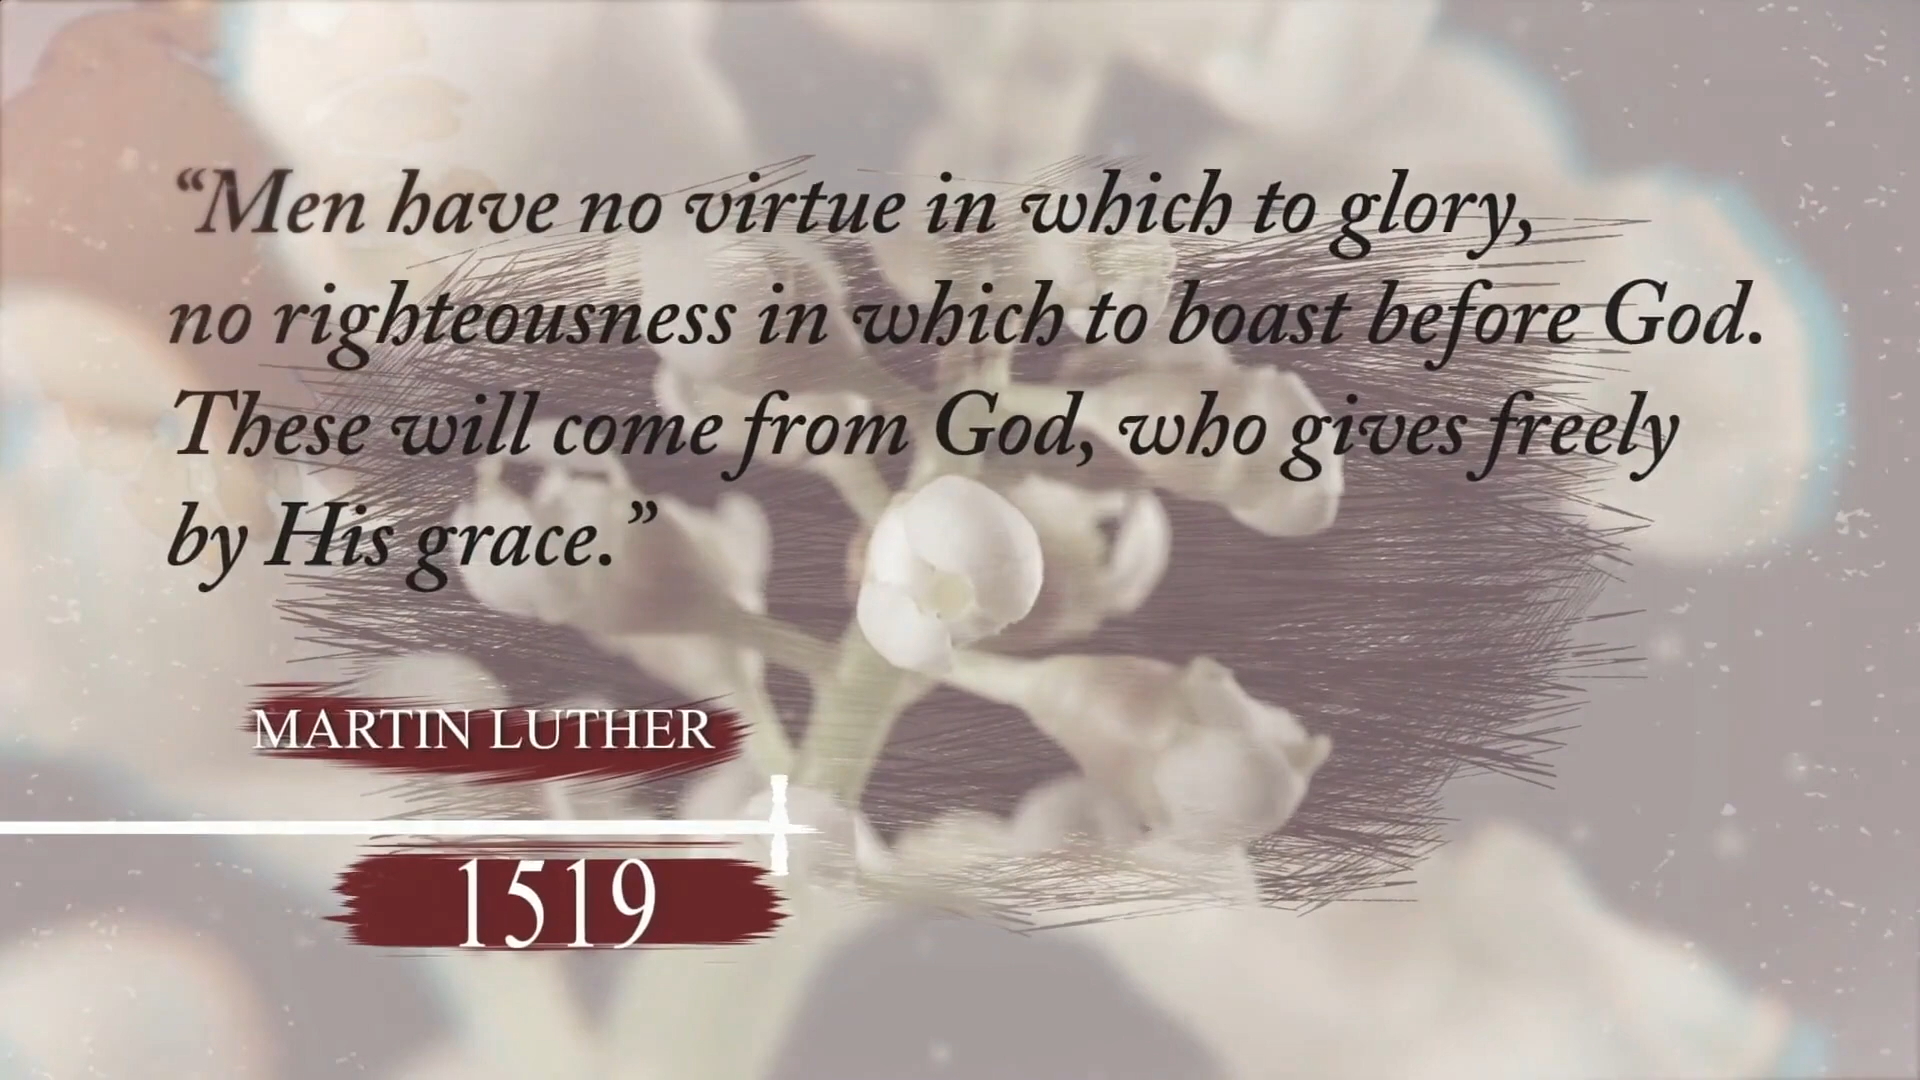 “Men have no virtue in which to glory,
no righteousness in which to boast before God.
These will come from God, who gives freely
by His grace.”
MARTIN LUTHER
1519